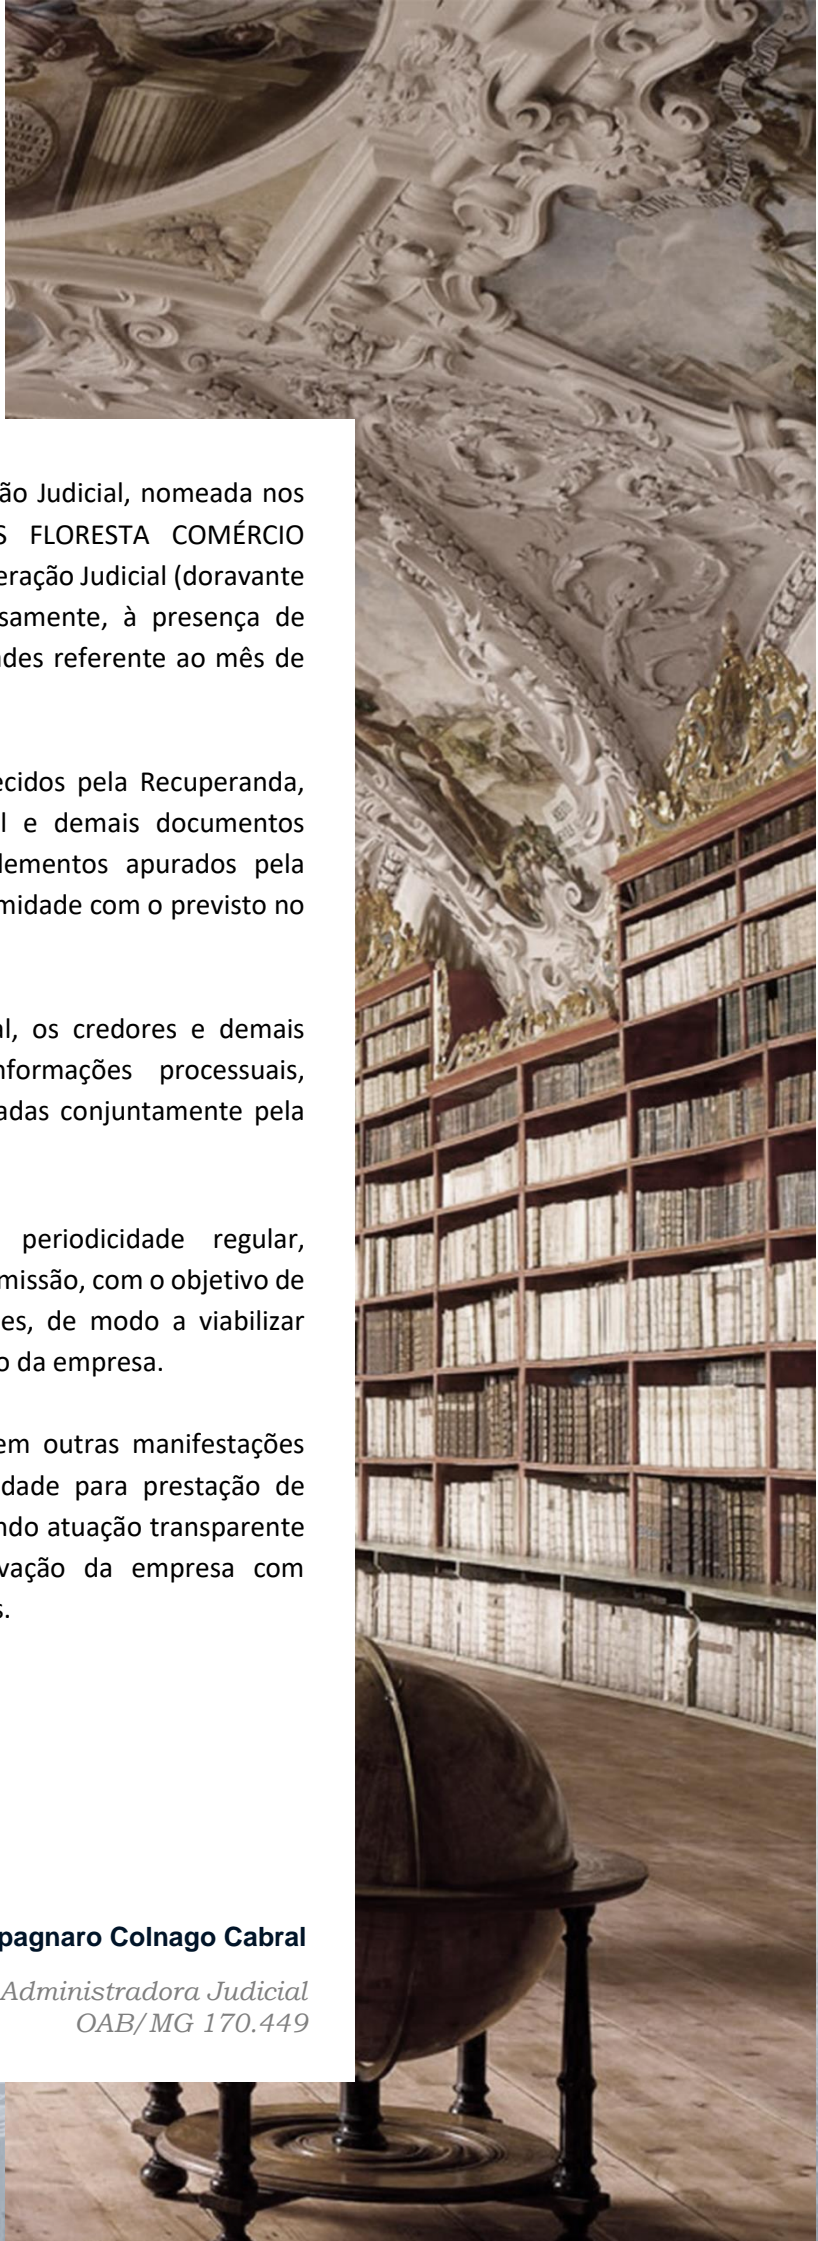 ão Judicial, nomeada nos
S FLORESTA COMÉRCIO
eração Judicial (doravante
samente, à presença de
des referente ao mês de
ecidos pela Recuperanda,
l e demais documentos
lementos apurados pela
midade com o previsto no
al, os credores e demais
nformações processuais,
adas conjuntamente pela
periodicidade regular,
missão, com o objetivo de
es, de modo a viabilizar
o da empresa.
em outras manifestações
dade para prestação de
ndo atuação transparente
vação da empresa com
s.
pagnaro Colnago Cabral
Administradora Judicial
OAB/MG 170.449